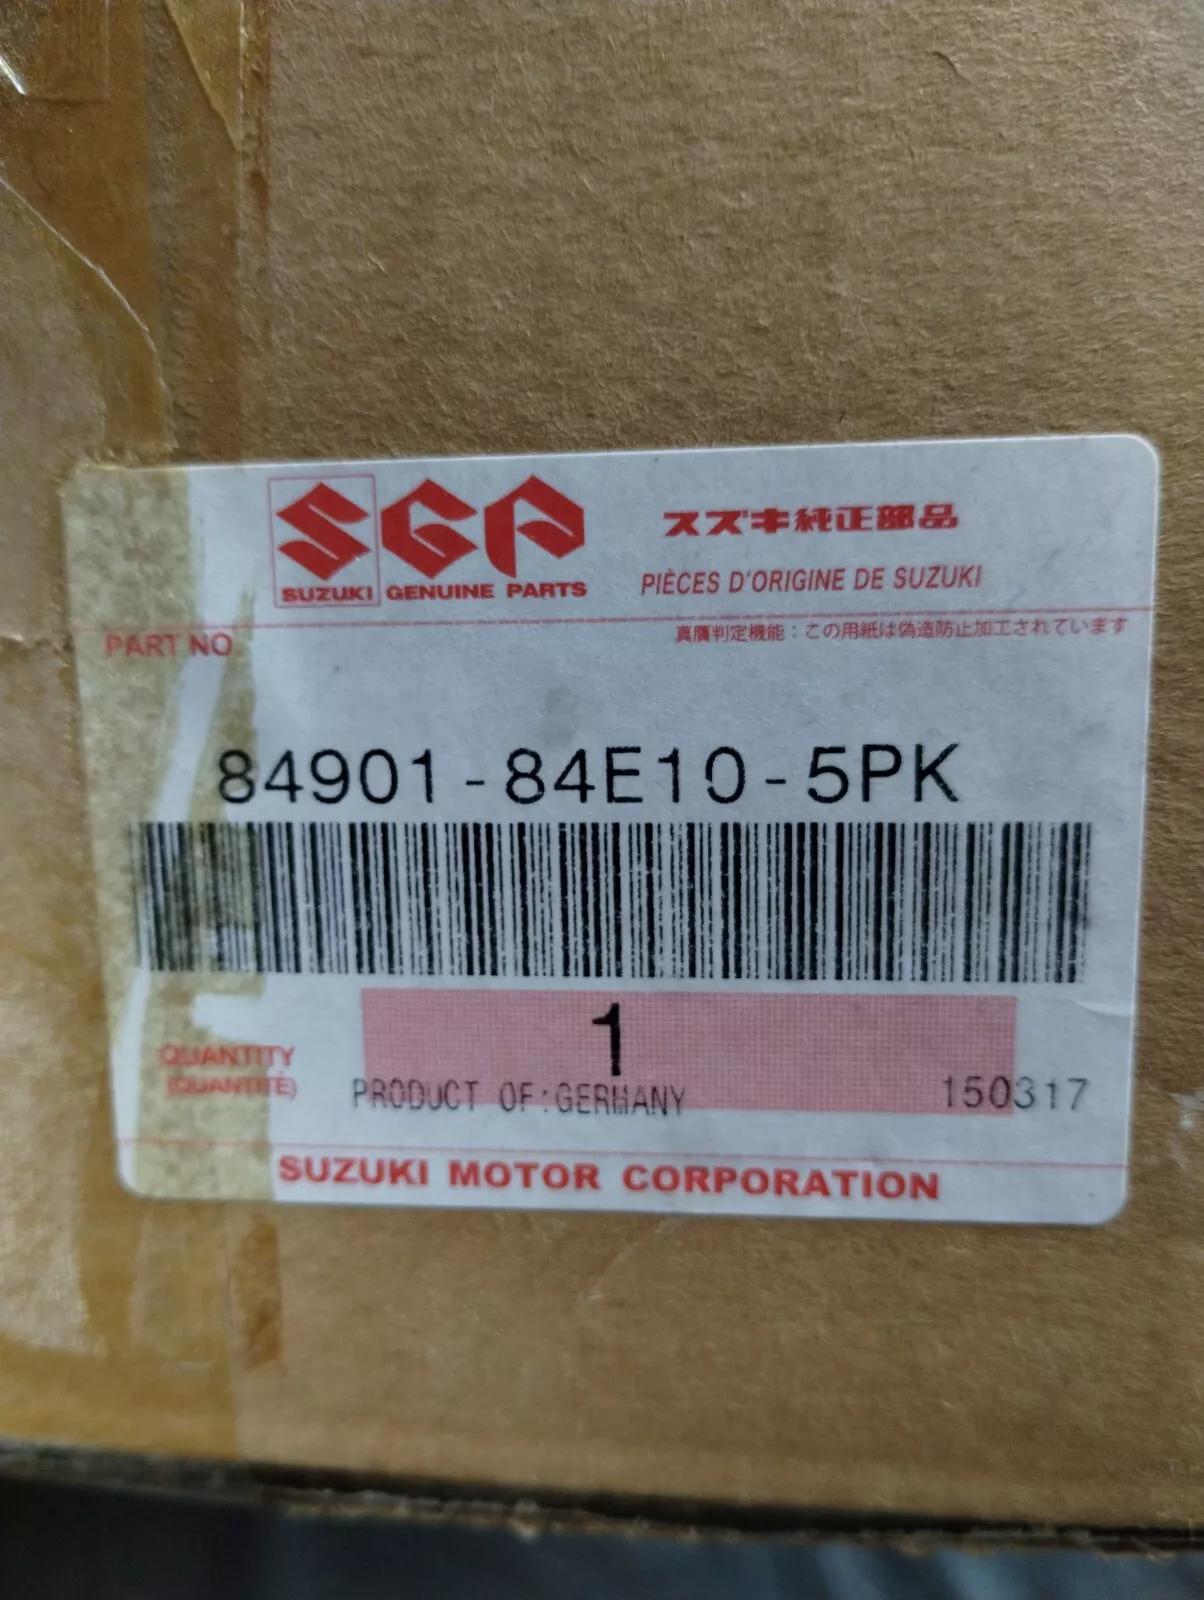 SGP
SUZUKI GENUINE PARTS
スズキ純正部品
PIÈCES D'ORIGINE DE SUZUKI
PART NO
真贋判定機能：この用紙は偽造防止加工されています
84901-84E10-5PK
1
QUANTITY
(QUANTITÉ)
PRODUCT OF:GERMANY
150317
SUZUKI MOTOR CORPORATION